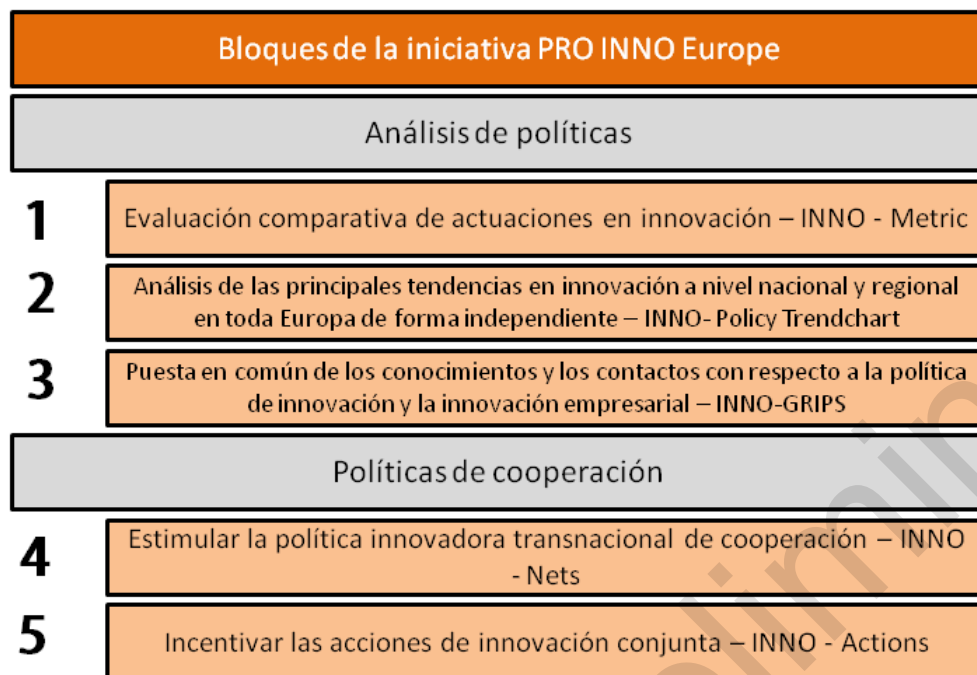 Bloques de la iniciativa PRO INNO Europe
Análisis de políticas
1
Evaluación comparativa de actuaciones en innovación – INNO - Metric
2
Análisis de las principales tendencias en innovación a nivel nacional y regional
en toda Europa de forma independiente – INNO- Policy Trendchart
3
Puesta en común de los conocimientos y los contactos con respecto a la política
de innovación y la innovación empresarial – INNO-GRIPS
Políticas de cooperación
4
Estimular la política innovadora transnacional de cooperación – INNO
- Nets
5
Incentivar las acciones de innovación conjunta – INNO - Actions